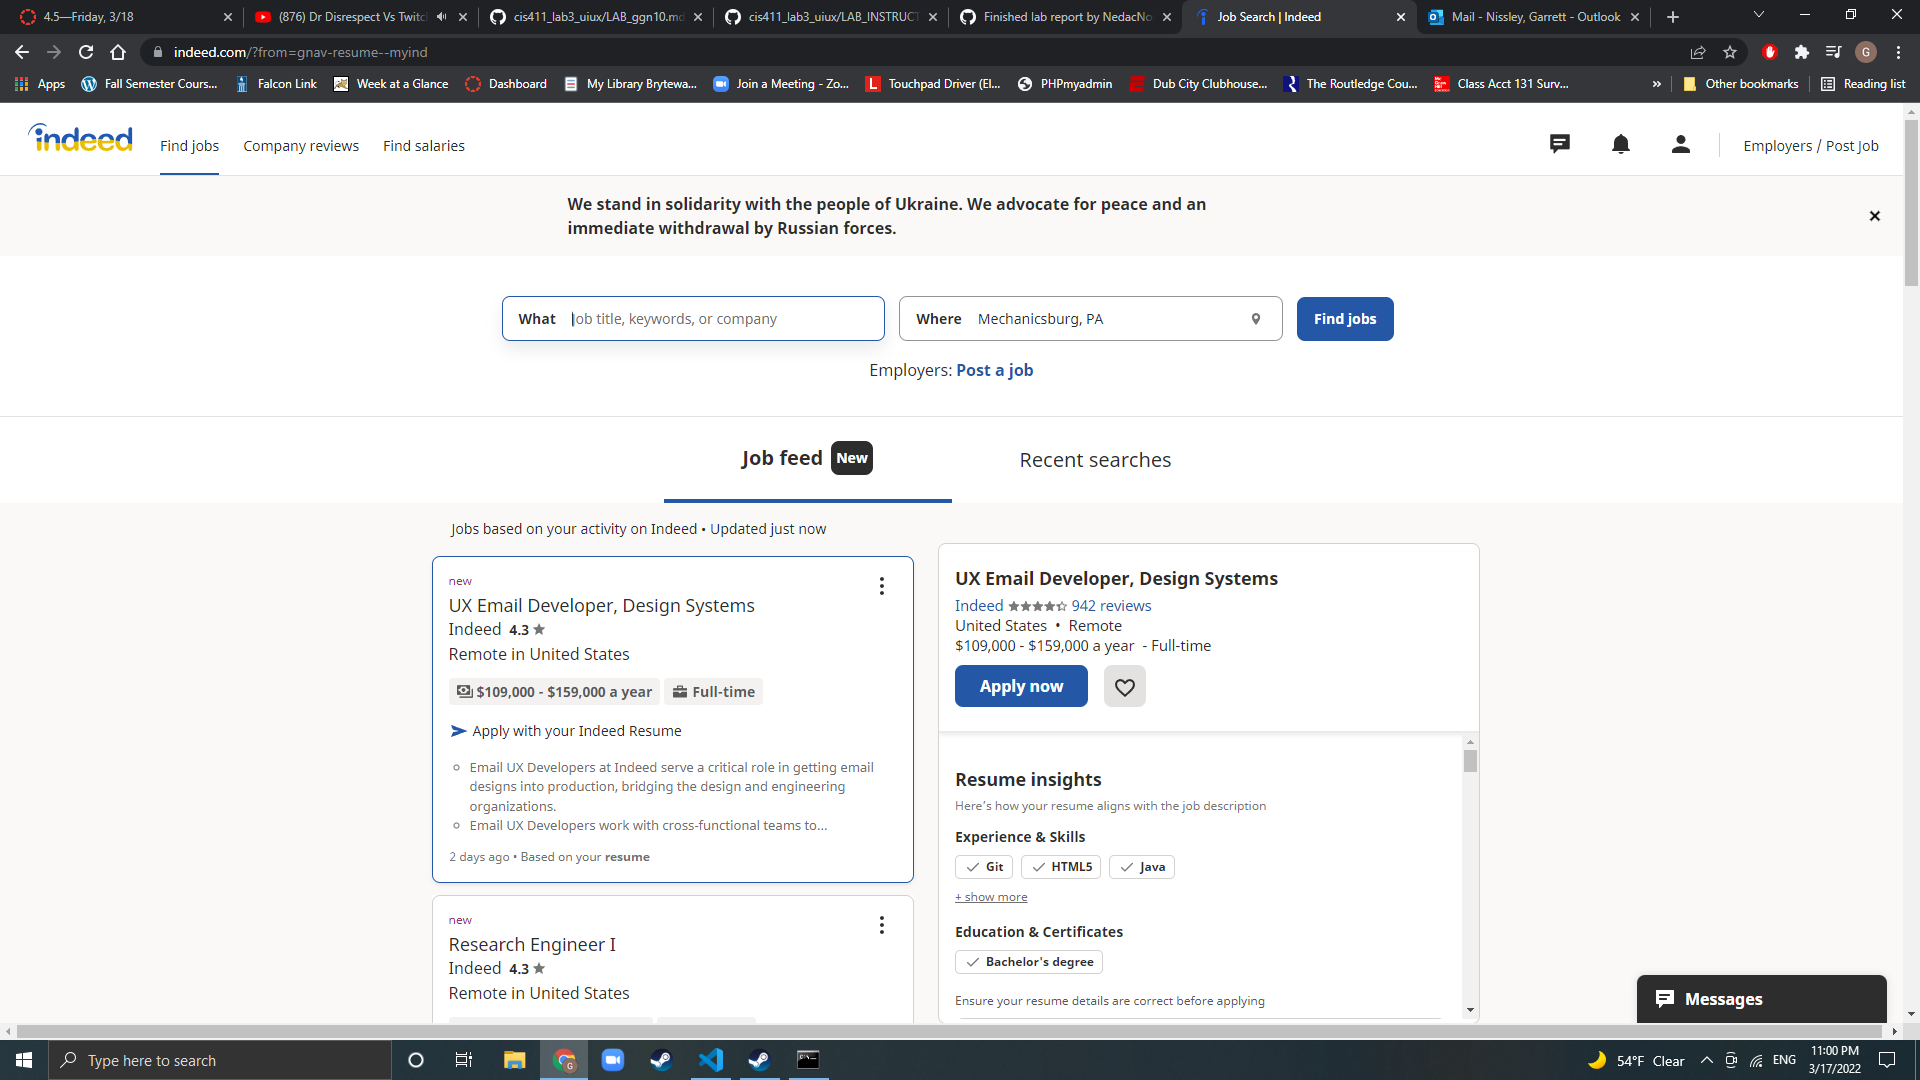 4.5—Friday, 3/18
(876) Dr Disrespect Vs Twitch
cis411_lab3_uiux/LAB_ggn10.md
cis411_lab3_uiux/LAB_INSTRUCT
Finished lab report by NedacNo
Job Search | Indeed
Mail - Nissley, Garrett - Outlook
indeed.com/?from=gnav-resume--myind
G
Apps
Fall Semester Cours...
Falcon Link
Week at a Glance
Dashboard
My Library Brytewa...
Join a Meeting - Zo...
Touchpad Driver (El...
PHPmyadmin
Dub City Clubhouse...
The Routledge Cou...
Class Acct 131 Surv...
»
Other bookmarks
Reading list
indeed
Find jobs
Company reviews
Find salaries
Employers / Post Job
We stand in solidarity with the people of Ukraine. We advocate for peace and an
immediate withdrawal by Russian forces.
What
Job title, keywords, or company
Where
Mechanicsburg, PA
Find jobs
Employers: Post a job
Job feed New
Recent searches
Jobs based on your activity on Indeed • Updated just now
new
UX Email Developer, Design Systems
Indeed 4.3
Remote in United States
$109,000 - $159,000 a year
Full-time
Apply with your Indeed Resume
Email UX Developers at Indeed serve a critical role in getting email
designs into production, bridging the design and engineering
organizations.
Email UX Developers work with cross-functional teams to...
2 days ago • Based on your resume
new
Research Engineer I
Indeed 4.3
Remote in United States
UX Email Developer, Design Systems
Indeed 942 reviews
United States • Remote
$109,000 - $159,000 a year - Full-time
Apply now
Resume insights
Here's how your resume aligns with the job description
Experience & Skills
Git
HTML5
Java
+ show more
Education & Certificates
Bachelor's degree
Ensure your resume details are correct before applying
Messages
Type here to search
54°F Clear
ENG
11:00 PM
3/17/2022